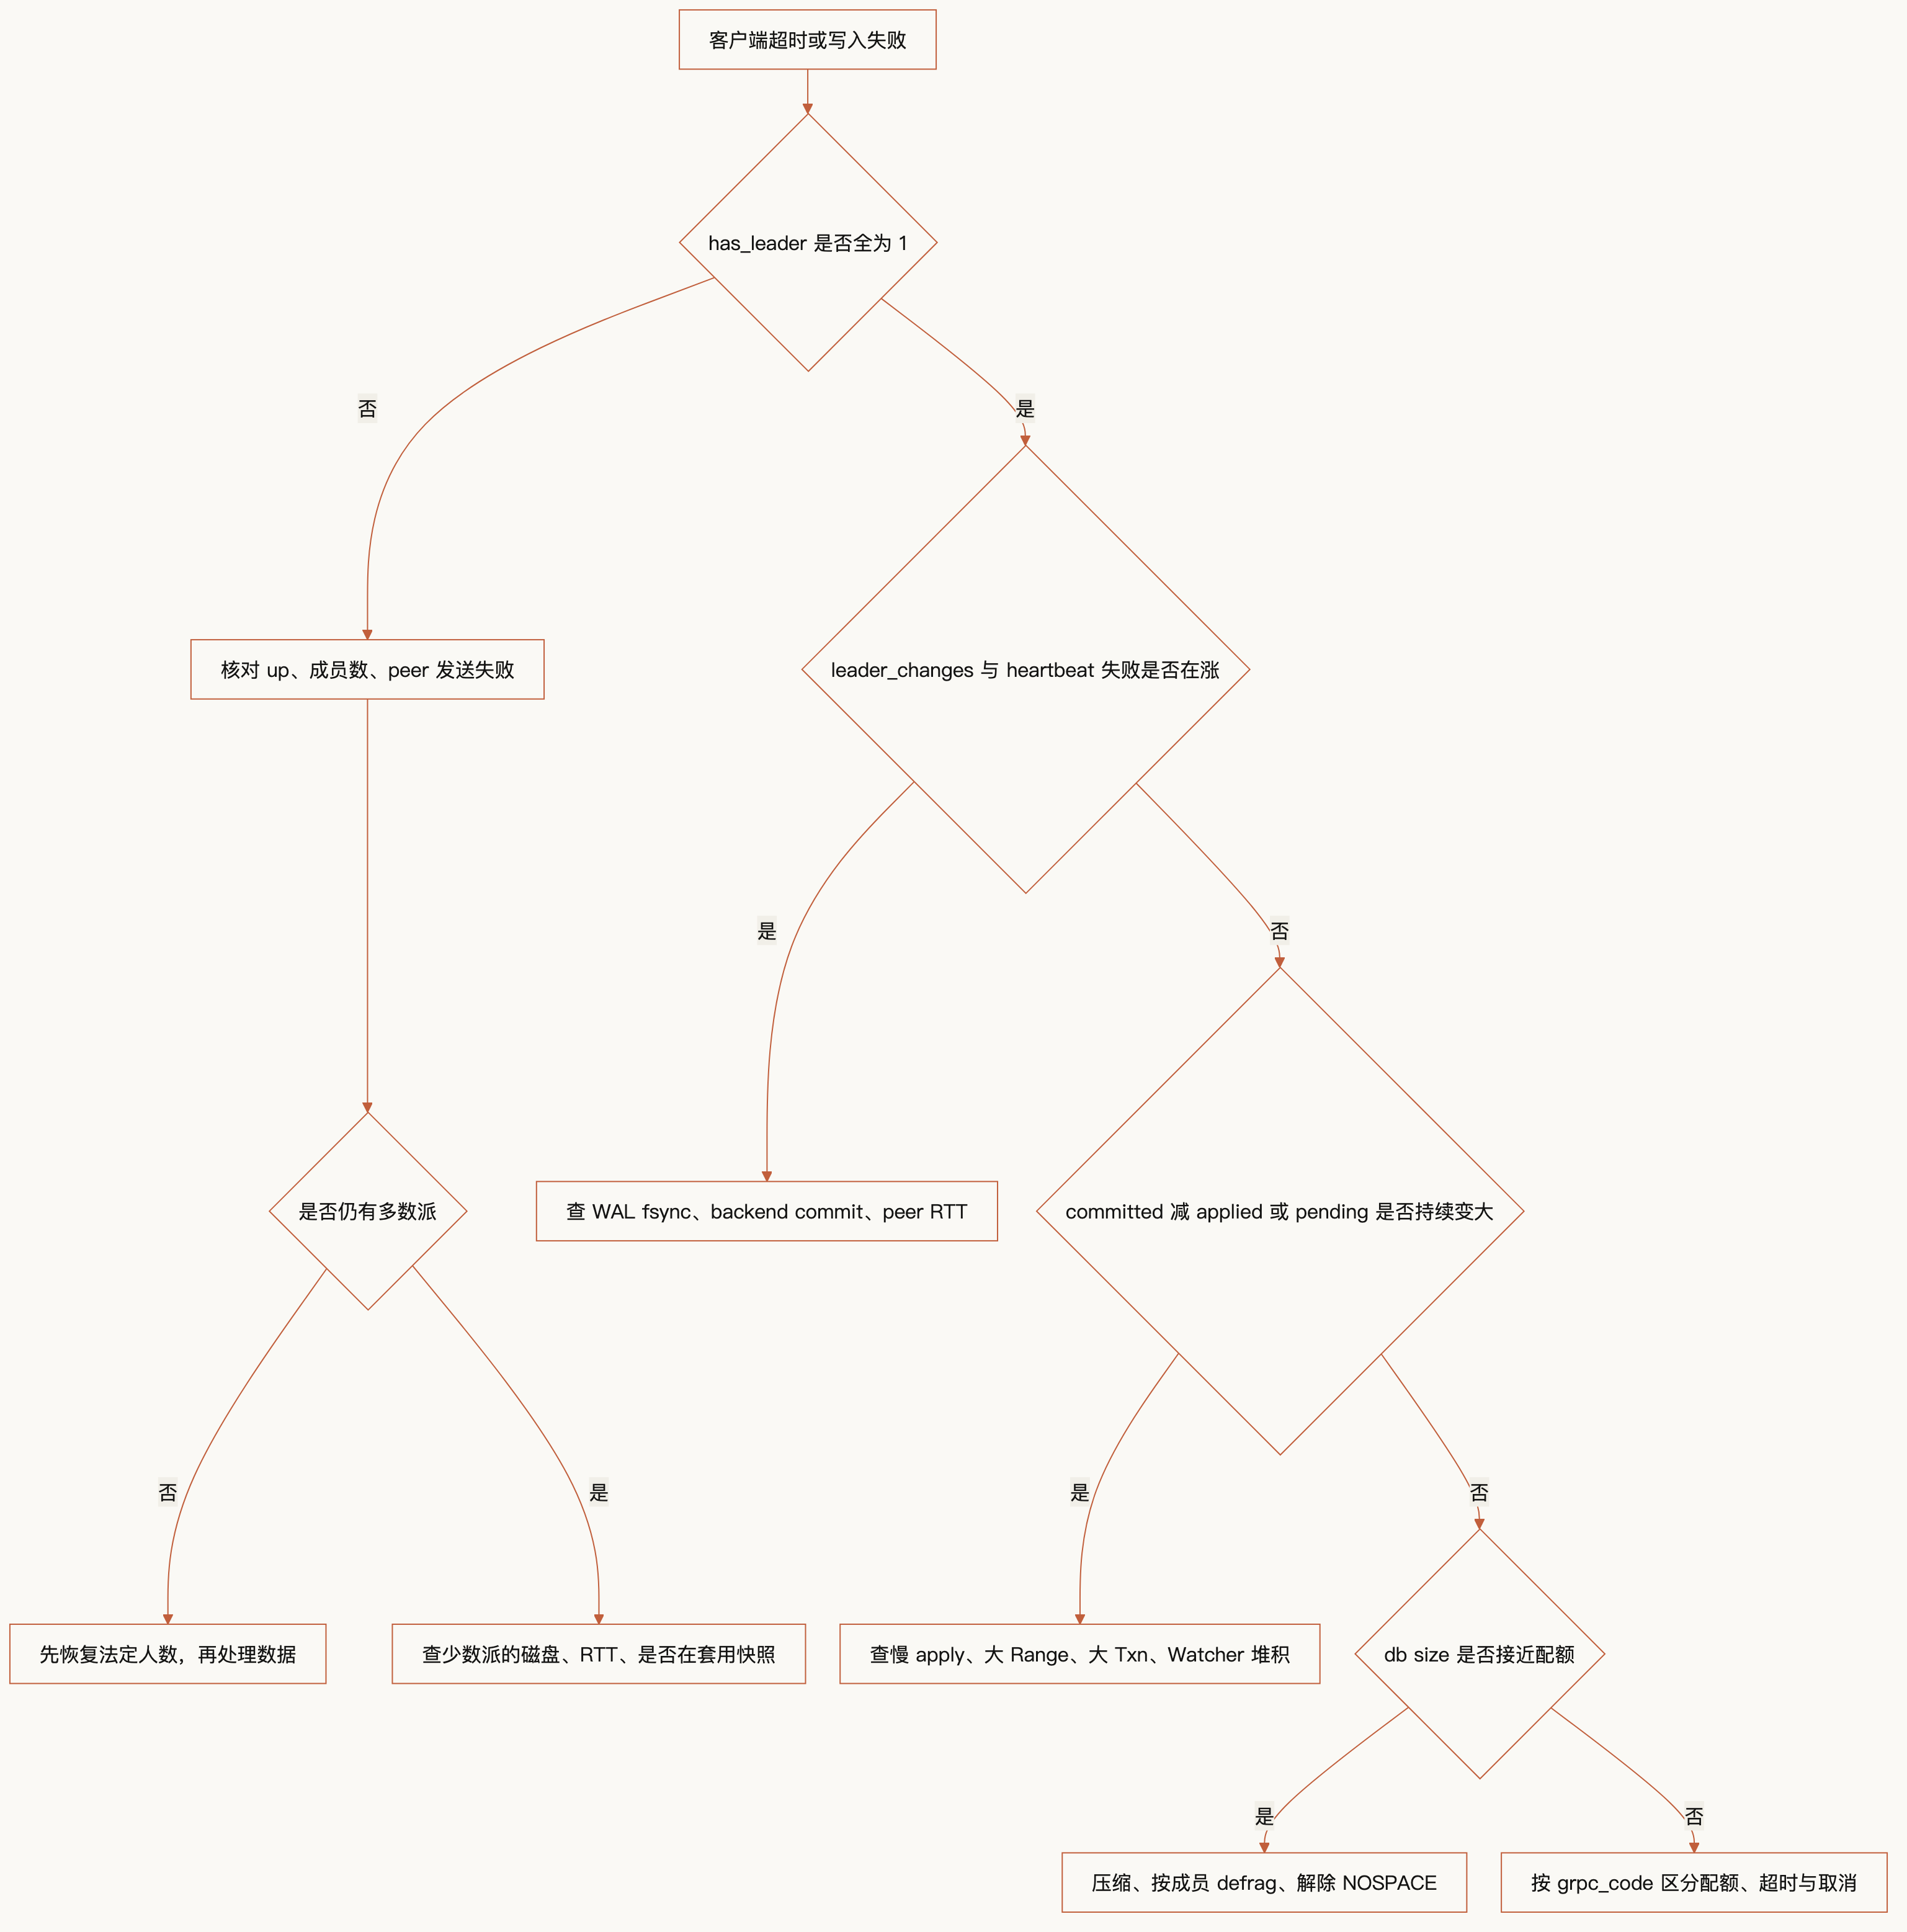 客户端超时或写入失败
has_leader 是否全为 1
否
是
核对 up、成员数、peer 发送失败
leader_changes 与 heartbeat 失败是否在涨
是
否
是否仍有多数派
查 WAL fsync、backend commit、peer RTT
committed 减 applied 或 pending 是否持续变大
否
是
是
否
先恢复法定人数，再处理数据
查少数派的磁盘、RTT、是否在套用快照
查慢 apply、大 Range、大 Txn、Watcher 堆积
db size 是否接近配额
是
否
压缩、按成员 defrag、解除 NOSPACE
按 grpc_code 区分配额、超时与取消